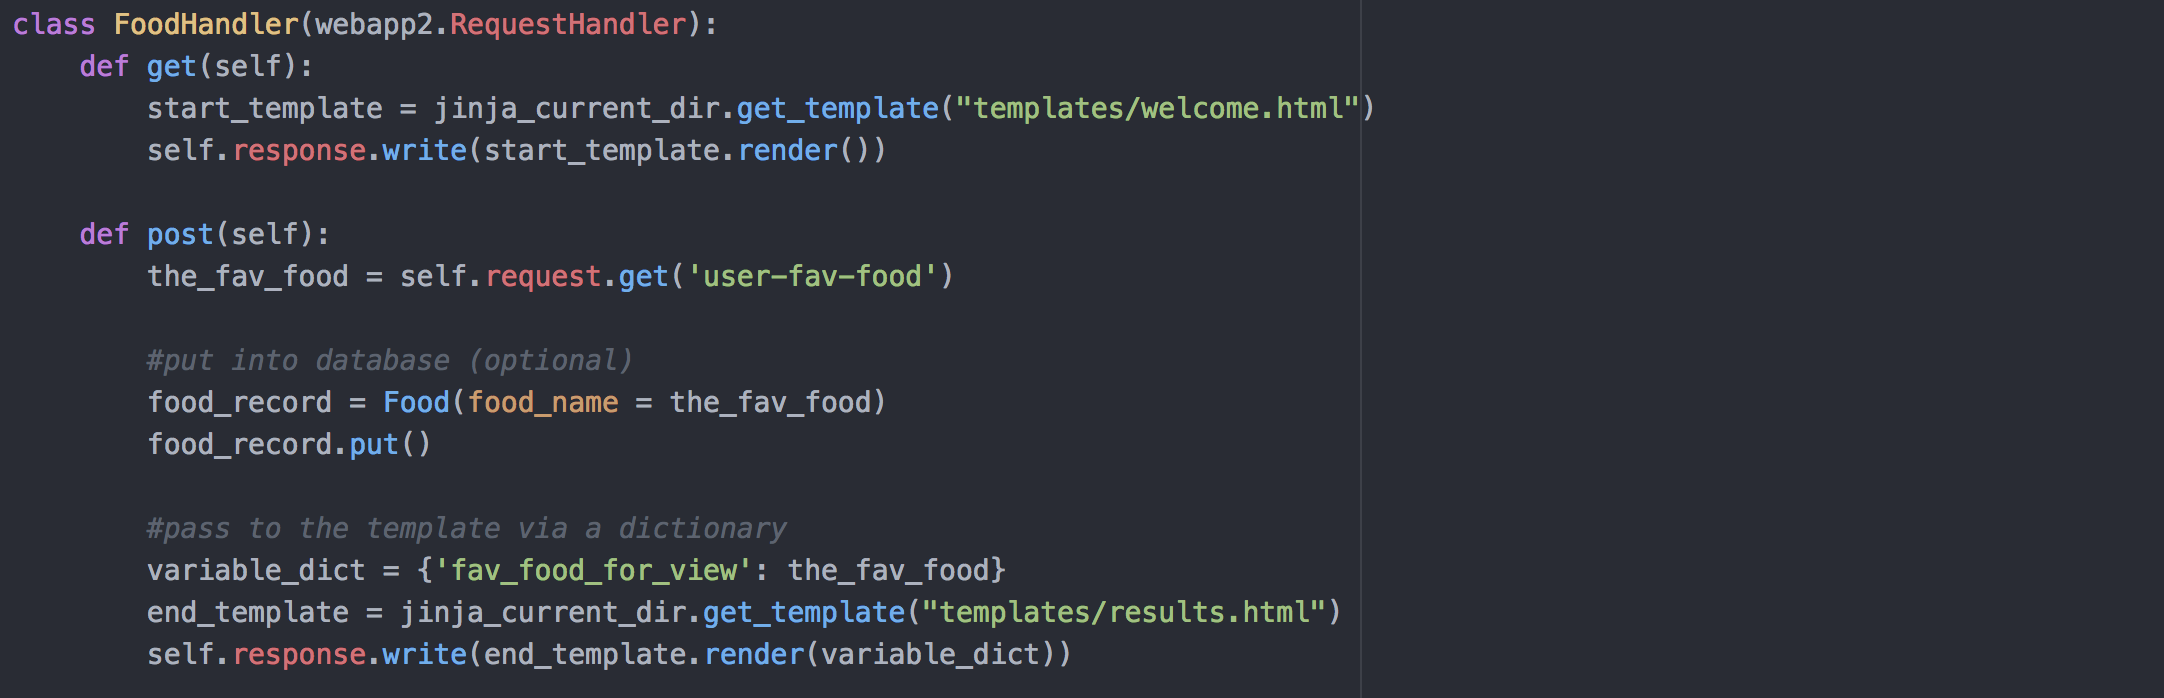 class FoodHandler(webapp2.RequestHandler):
    def get(self):
        start_template = jinja_current_dir.get_template("templates/welcome.html")
        self.response.write(start_template.render())

    def post(self):
        the_fav_food = self.request.get('user-fav-food')

        #put into database (optional)
        food_record = Food(food_name = the_fav_food)
        food_record.put()

        #pass to the template via a dictionary
        variable_dict = {'fav_food_for_view': the_fav_food}
        end_template = jinja_current_dir.get_template("templates/results.html")
        self.response.write(end_template.render(variable_dict))